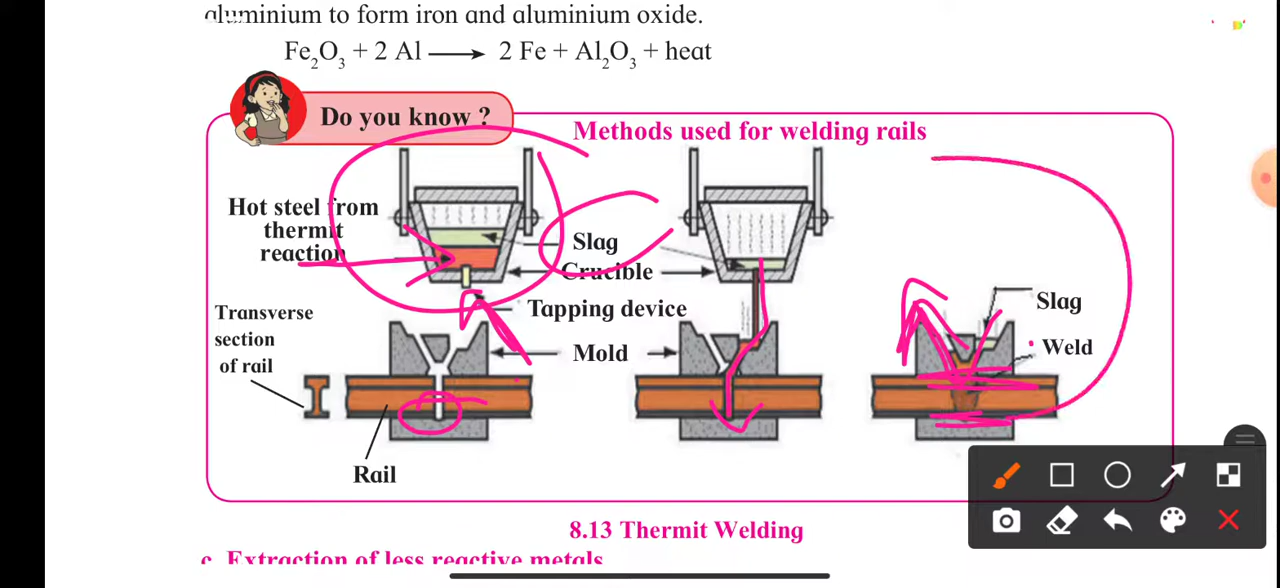 aluminium to form iron and aluminium oxide.
Fe₂O₃ + 2 Al ⟶ 2 Fe + Al₂O₃ + heat
Do you know ?
Methods used for welding rails
Hot steel from
thermit
reaction
Slag
Crucible
Tapping device
Transverse
section
of rail
Mold
Slag
Weld
Rail
8.13 Thermit Welding
c. Extraction of less reactive metals